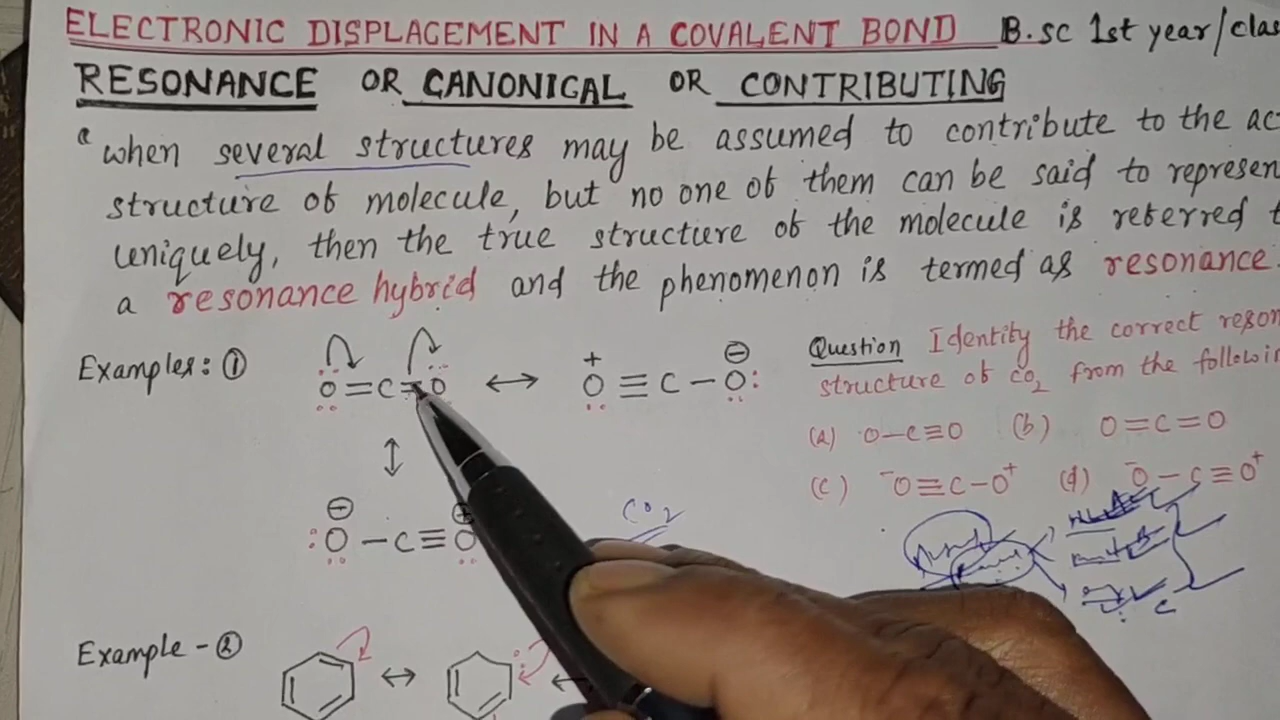 ELECTRONIC DISPLACEMENT IN A COVALENT BOND B.sc 1st year/clas
RESONANCE OR CANONICAL OR CONTRIBUTING
"when several structures may be assumed to contribute to the ac
structure of molecule, but no one of them can be said to represen
uniquely, then the true structure of the molecule is referred t
a resonance hybrid and the phenomenon is termed as resonance.
Examples: ①
O=C=O ↔ O≡C-O:
+ ⊖
↕
:O-C≡O
⊖ ⊕
CO2
Question Identity the correct reson
structure of CO2 from the followin
(A) O-C≡O (b) O=C=O
(C) ⁻O≡C-O⁺ (d) ⁻O-C≡O⁺
Example-②
↔